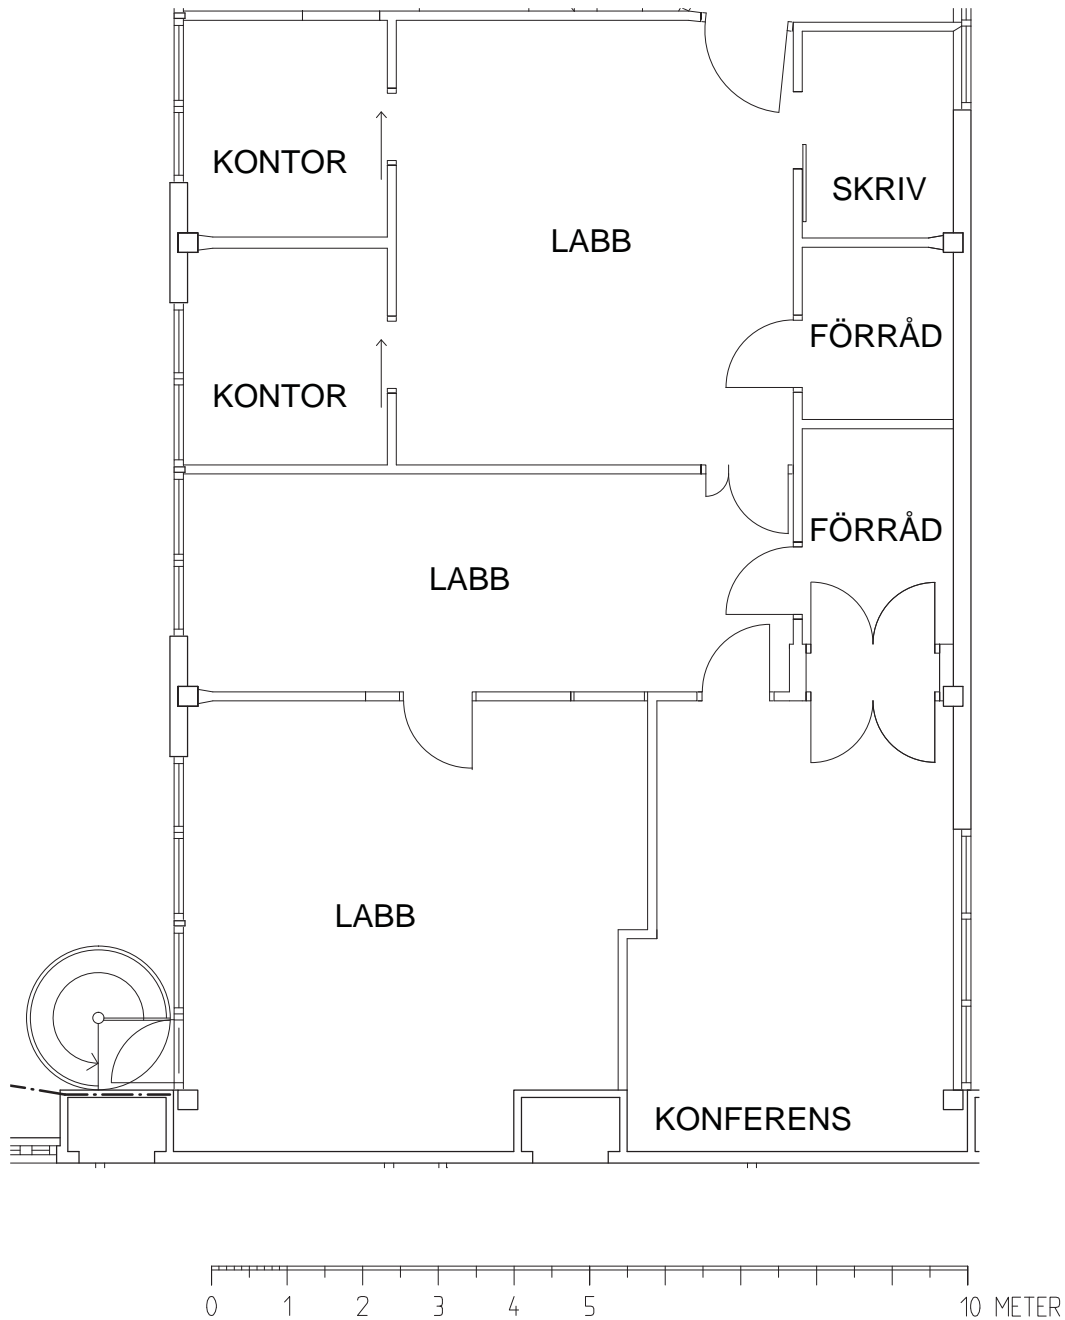 KONTOR
SKRIV
LABB
FÖRRÅD
KONTOR
FÖRRÅD
LABB
LABB
KONFERENS
0 1 2 3 4 5 10 METER